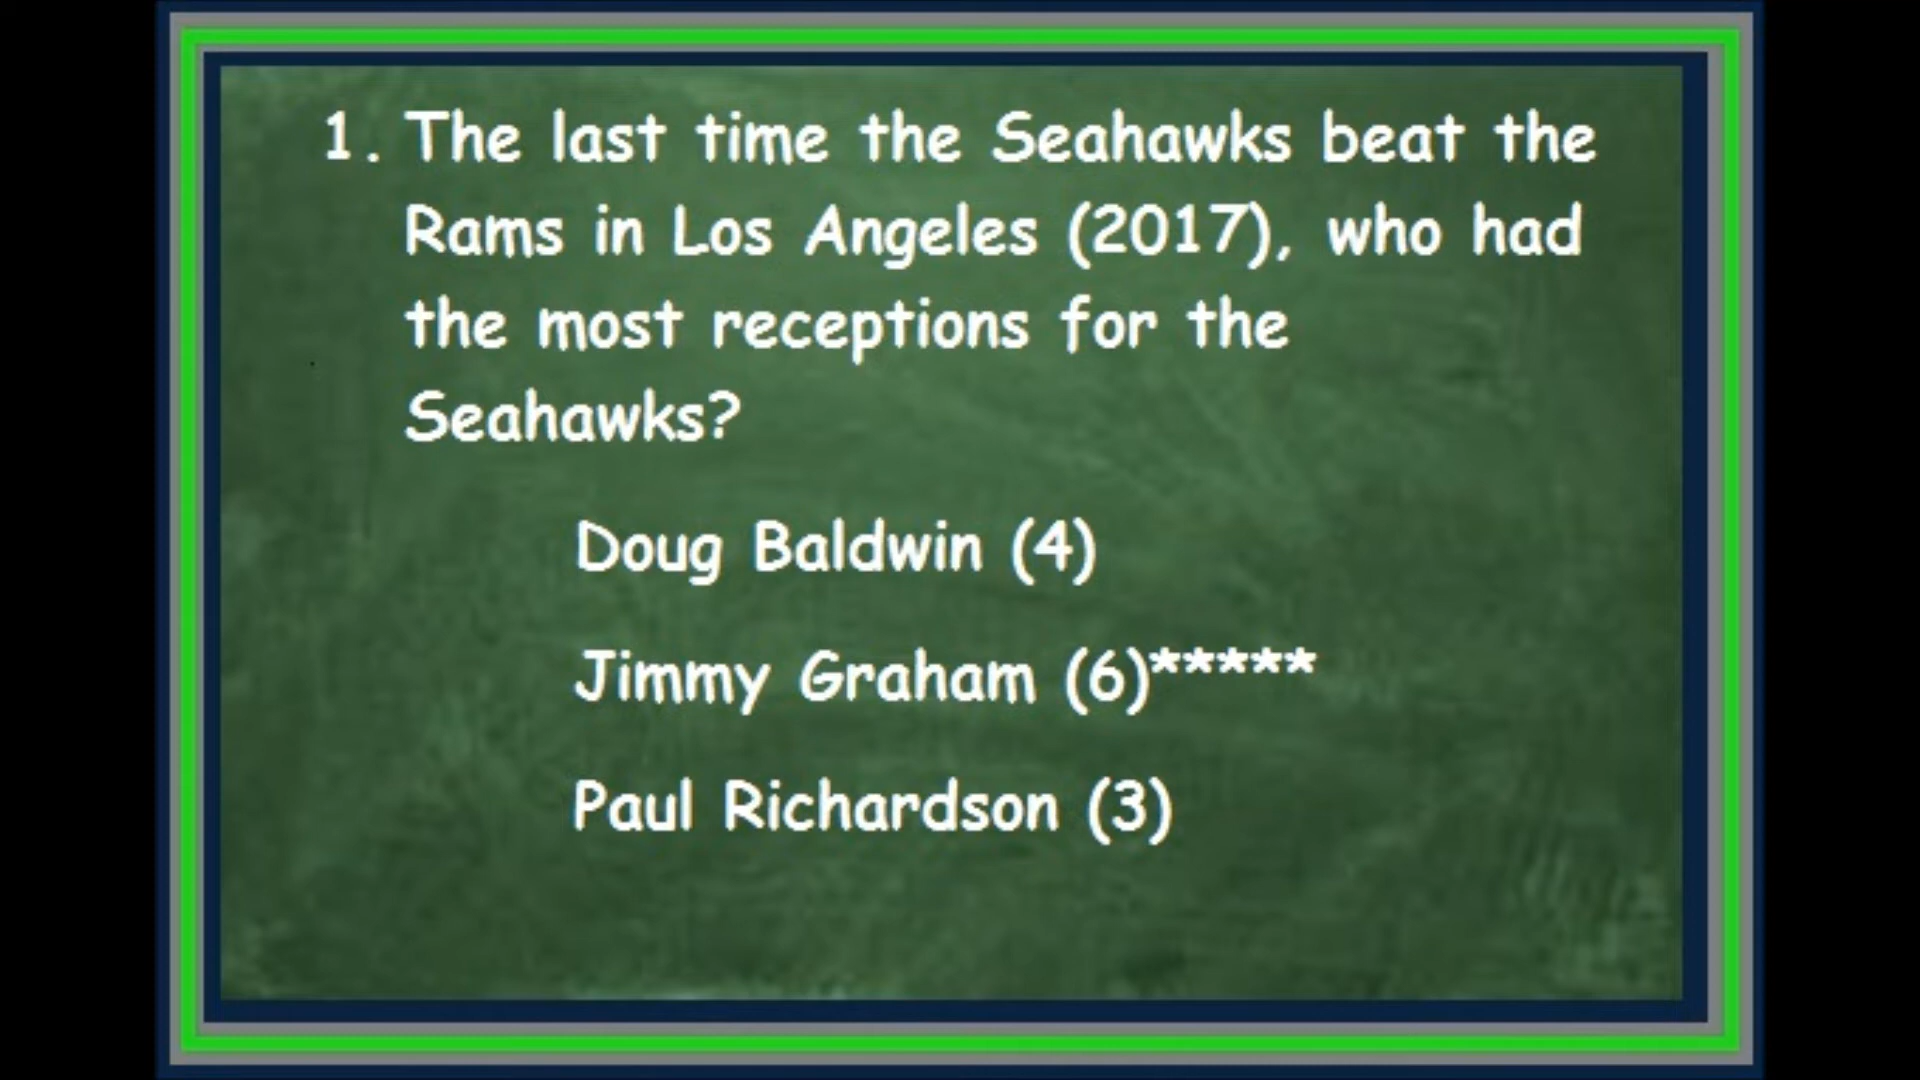 1. The last time the Seahawks beat the
Rams in Los Angeles (2017), who had
the most receptions for the
Seahawks?
Doug Baldwin (4)
Jimmy Graham (6)*****
Paul Richardson (3)